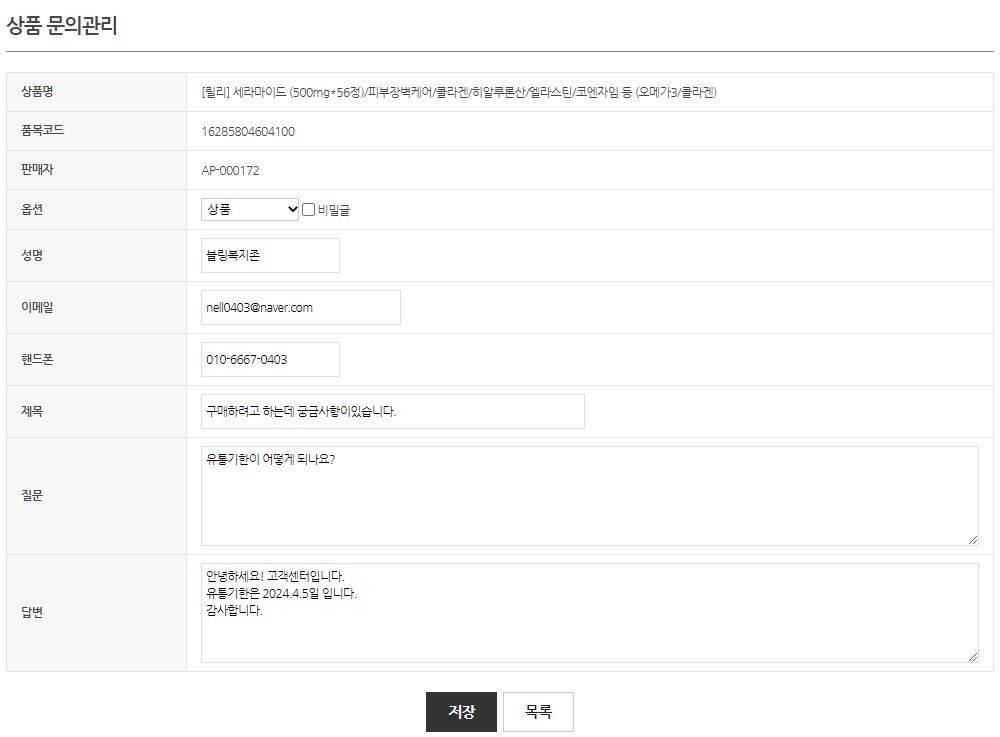 상품 문의관리
상품명 [릴리] 세라마이드 (500mg*56정)/피부장벽케어/콜라겐/히알루론산/엘라스틴/코엔자임 등 (오메가3/콜라겐)
품목코드 16285804604100
판매자 AP-000172
옵션 상품 비밀글
성명 블링복지존
이메일 nell0403@naver.com
핸드폰 010-6667-0403
제목 구매하려고 하는데 궁금사항이있습니다.
질문 유통기한이 어떻게 되나요?
답변 안녕하세요! 고객센터입니다.
유통기한은 2024.4.5일 입니다.
감사합니다.
저장 목록